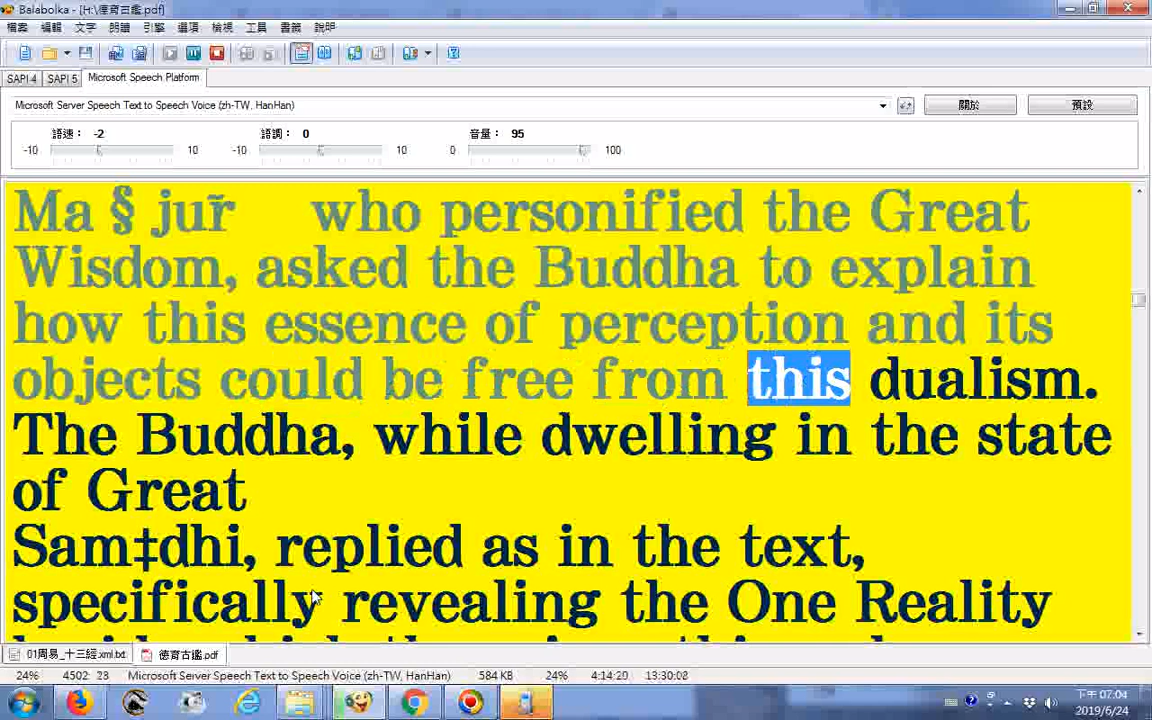 Balabolka - [H:\德育古鑑.pdf]
檔案 編輯 文字 朗讀 引擎 選項 檢視 工具 書籤 說明
SAPI 4 SAPI 5 Microsoft Speech Platform
Microsoft Server Speech Text to Speech Voice (zh-TW, HanHan)
關於 預設
語速： -2 語調： 0 音量： 95
-10 10 -10 10 0 100
Ma § jur̃ who personified the Great
Wisdom, asked the Buddha to explain
how this essence of perception and its
objects could be free from this dualism.
The Buddha, while dwelling in the state
of Great
Sam‡dhi, replied as in the text,
specifically revealing the One Reality
01周易_十三經.xml.txt 德育古鑑.pdf
24% 4502: 23 Microsoft Server Speech Text to Speech Voice (zh-TW, HanHan) 584 KB 24% 4:14:20 13:30:08
下午 07:04
2019/6/24